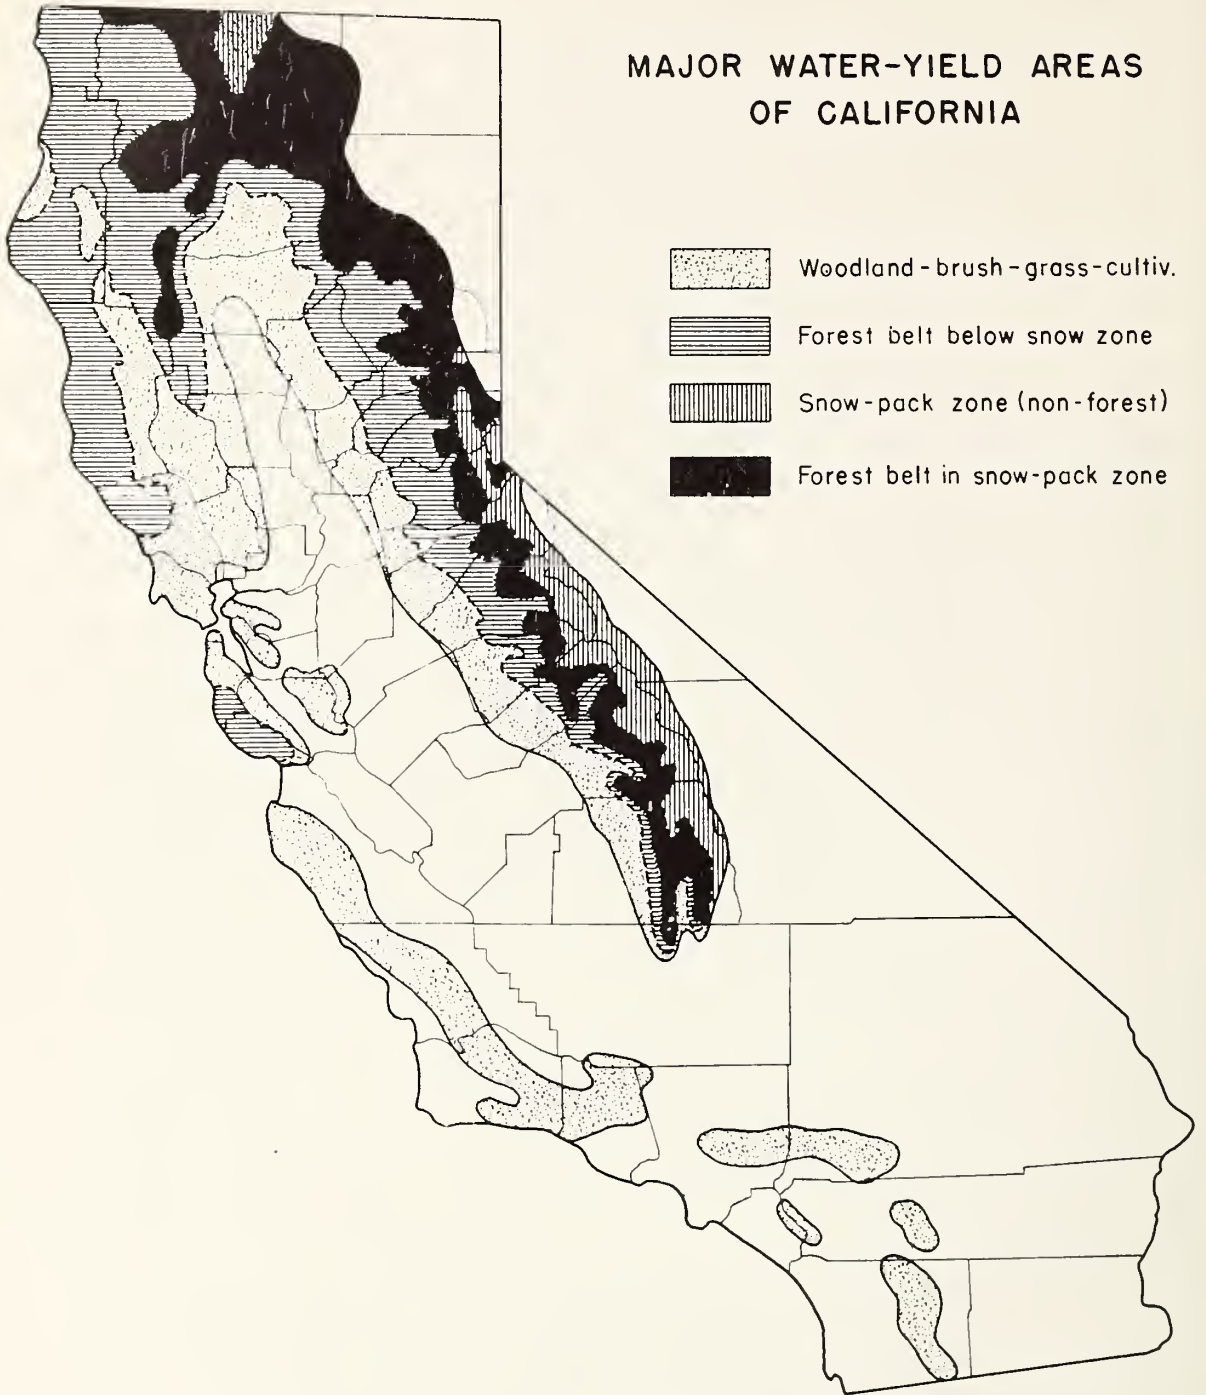 MAJOR WATER-YIELD AREAS
OF CALIFORNIA
Woodland-brush-grass-cultiv.
Forest belt below snow zone
Snow-pack zone (non-forest)
Forest belt in snow-pack zone